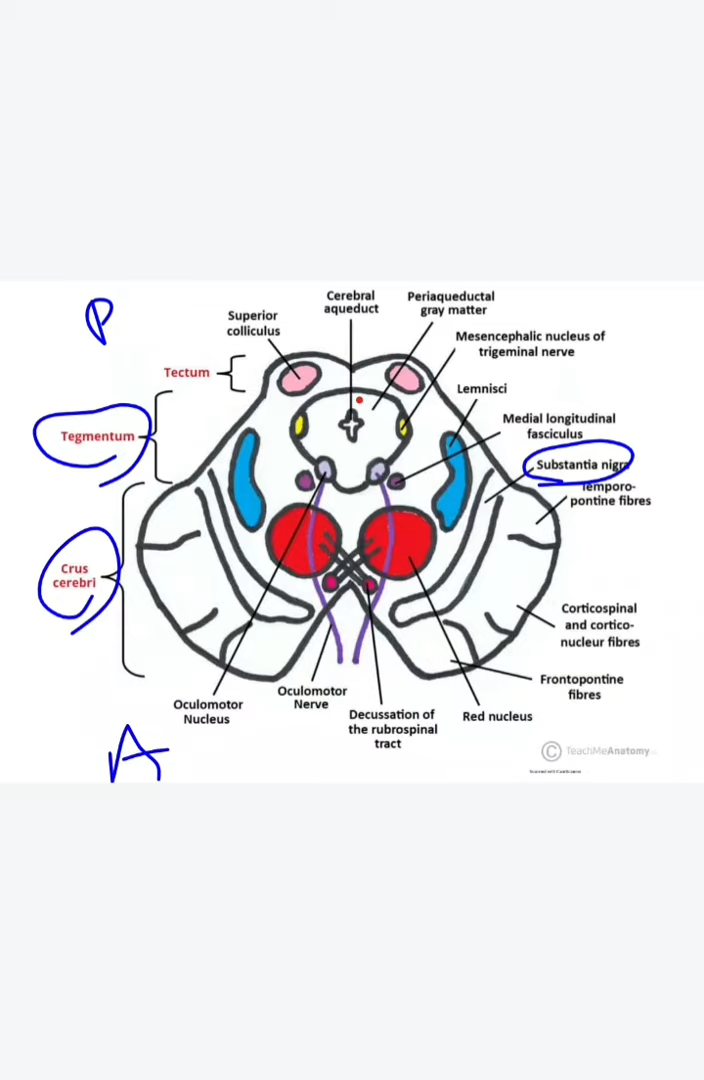 P
Cerebral
aqueduct
Periaqueductal
gray matter
Superior
colliculus
Mesencephalic nucleus of
trigeminal nerve
Tectum
Lemnisci
Medial longitudinal
fasciculus
Tegmentum
Substantia nigra
Temporo-
pontine fibres
Crus
cerebri
Corticospinal
and cortico-
nucleur fibres
Frontopontine
fibres
Oculomotor
Nucleus
Oculomotor
Nerve
Decussation of
the rubrospinal
tract
Red nucleus
A
© TeachMeAnatomy